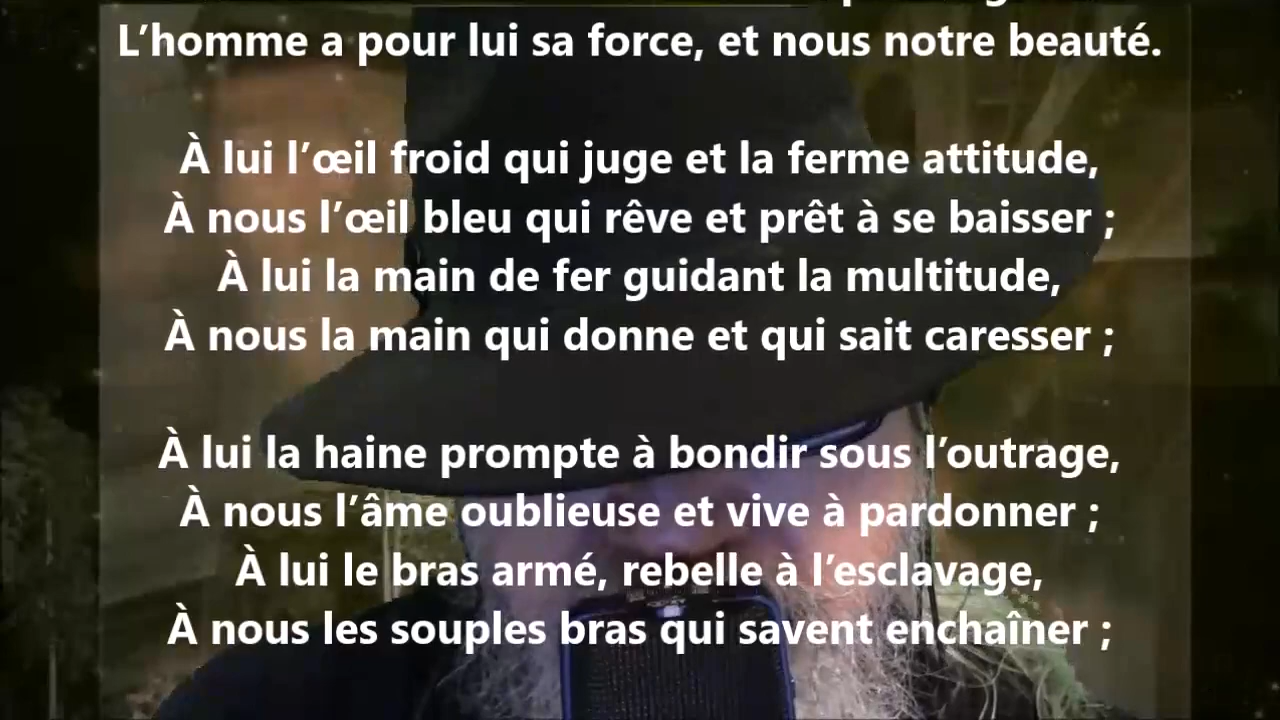 L’homme a pour lui sa force, et nous notre beauté.
À lui l’œil froid qui juge et la ferme attitude,
À nous l’œil bleu qui rêve et prêt à se baisser ;
À lui la main de fer guidant la multitude,
À nous la main qui donne et qui sait caresser ;
À lui la haine prompte à bondir sous l’outrage,
À nous l’âme oublieuse et vive à pardonner ;
À lui le bras armé, rebelle à l’esclavage,
À nous les souples bras qui savent enchaîner ;